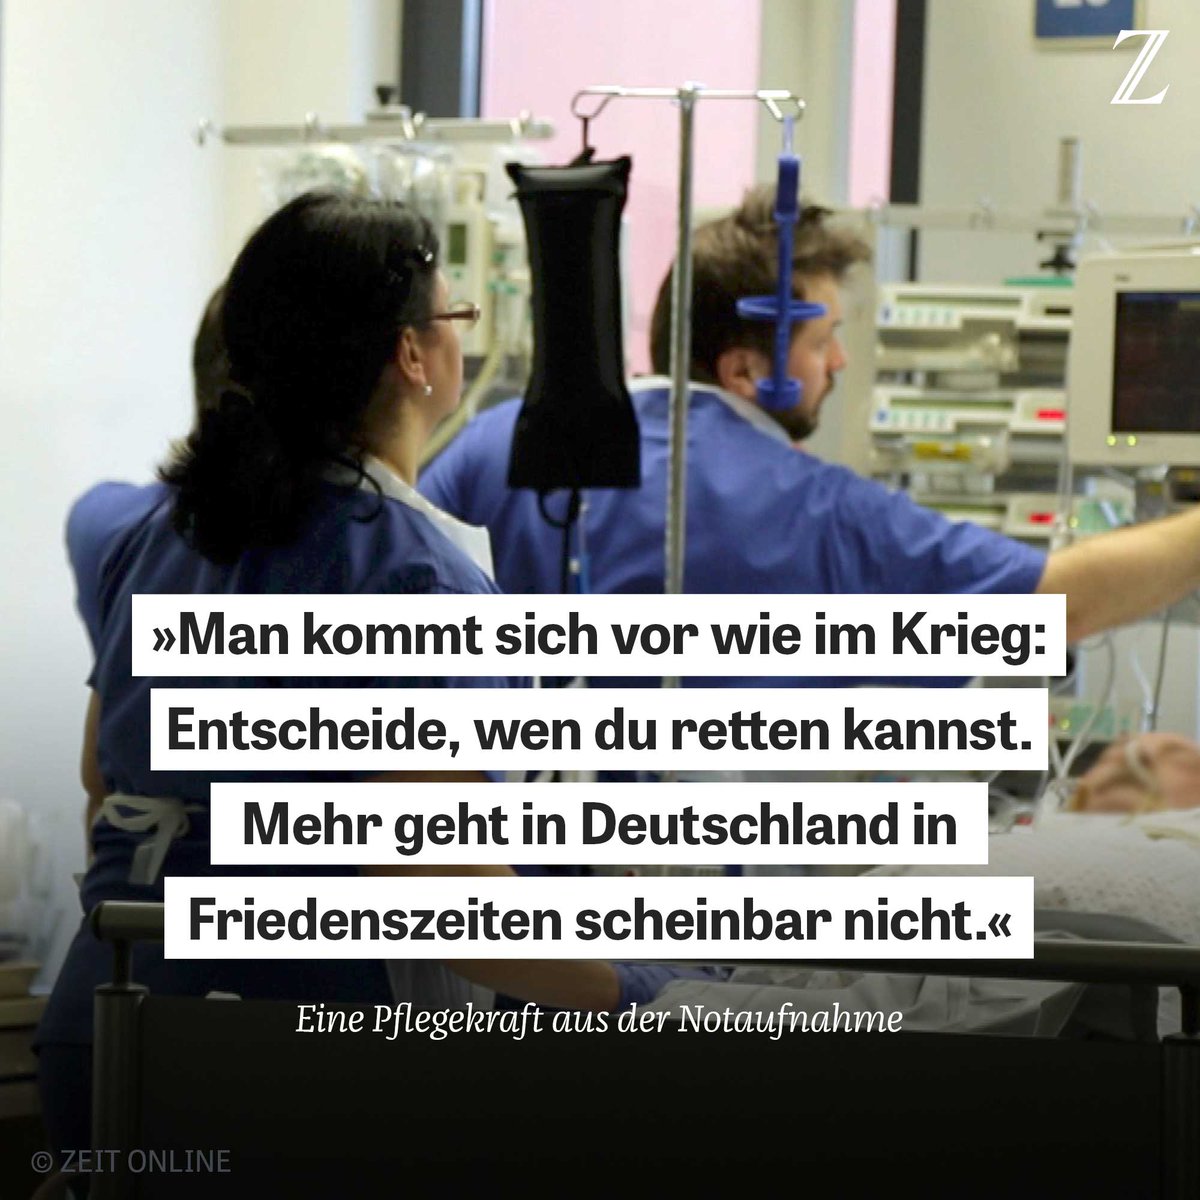 Z
»Man kommt sich vor wie im Krieg:
Entscheide, wen du retten kannst.
Mehr geht in Deutschland in
Friedenszeiten scheinbar nicht.«
Eine Pflegekraft aus der Notaufnahme
© ZEIT ONLINE